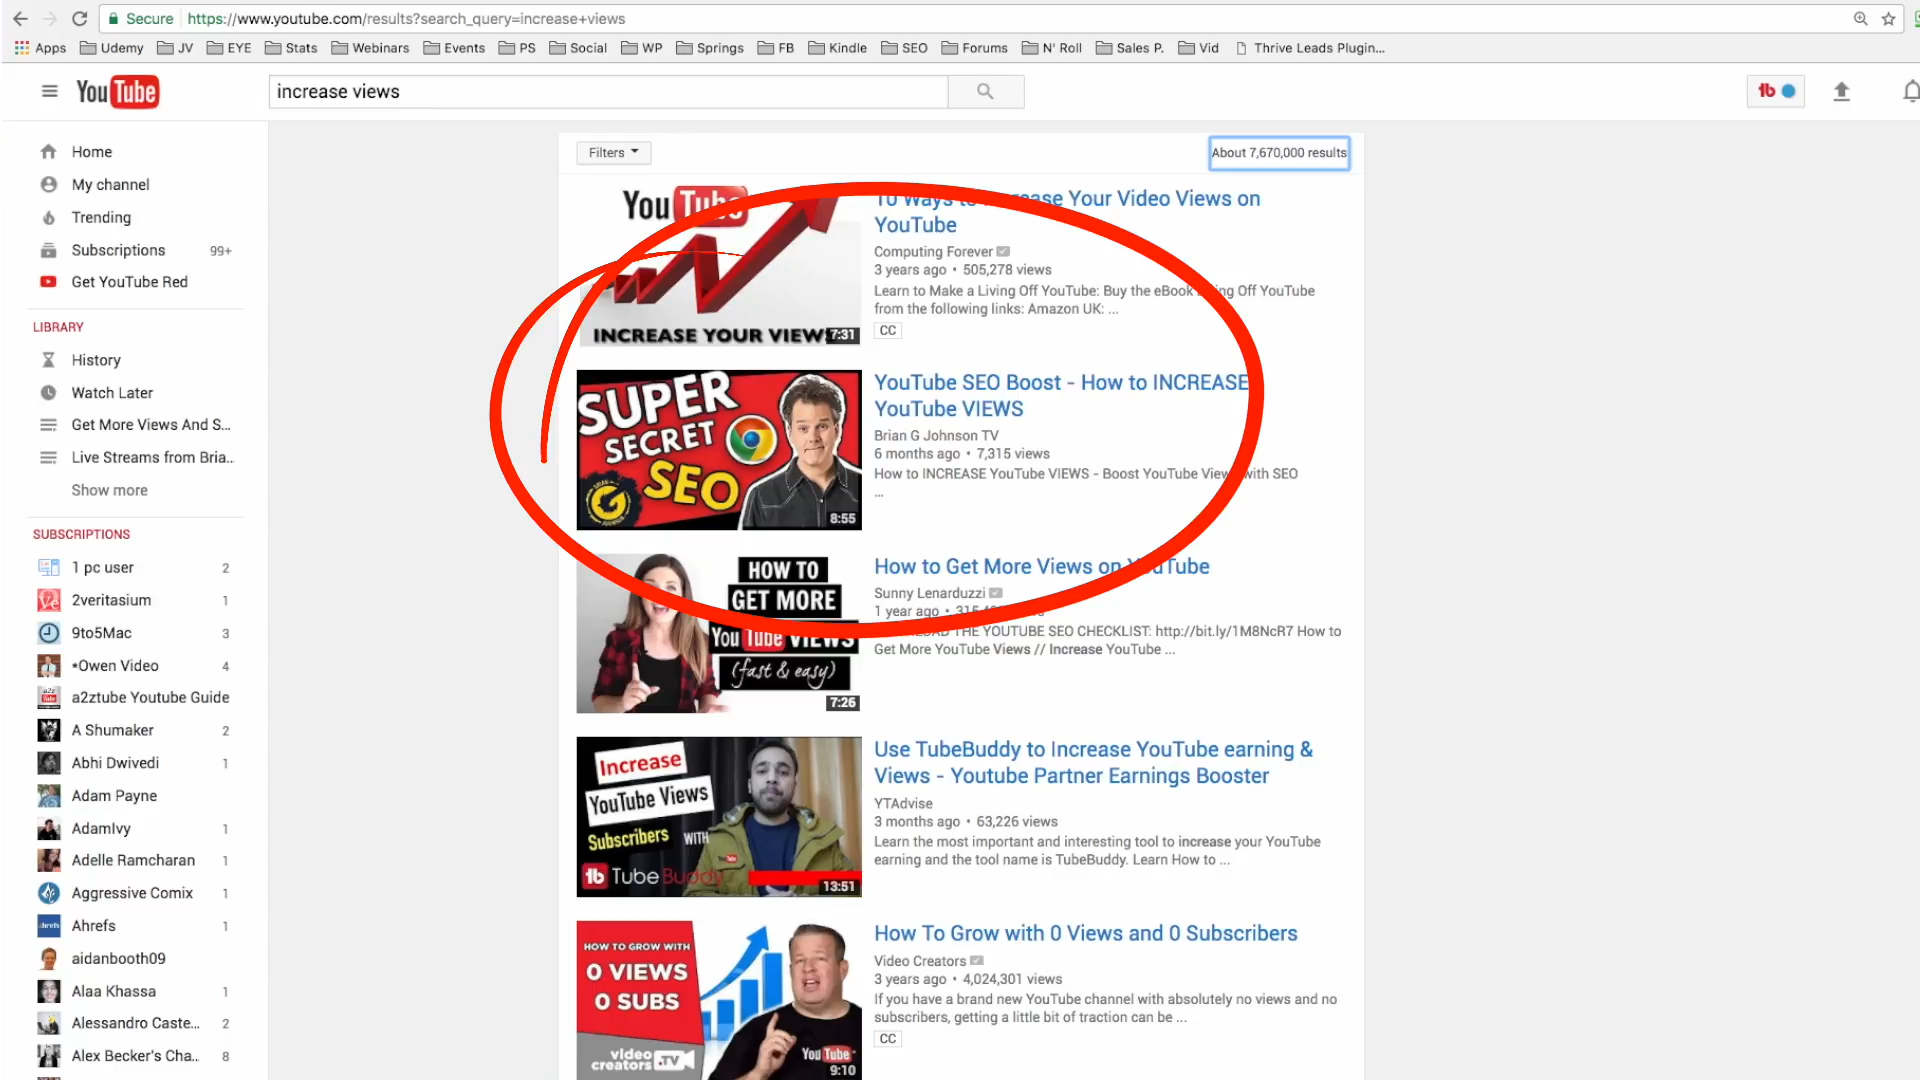 Secure https://www.youtube.com/results?search_query=increase+views
Apps Udemy JV EYE Stats Webinars Events PS Social WP Springs FB Kindle SEO Forums N' Roll Sales P. Vid Thrive Leads Plugin...
YouTube
increase views
tb
Home
My channel
Trending
Subscriptions 99+
Get YouTube Red
LIBRARY
History
Watch Later
Get More Views And S...
Live Streams from Bria...
Show more
SUBSCRIPTIONS
1 pc user 2
2veritasium 1
9to5Mac 3
*Owen Video 4
a2ztube Youtube Guide
A Shumaker 2
Abhi Dwivedi 1
Adam Payne
AdamIvy 1
Adelle Ramcharan 1
Aggressive Comix 1
Ahrefs 1
aidanbooth09
Alaa Khassa 1
Alessandro Caste... 2
Alex Becker's Cha... 8
Filters
About 7,670,000 results
YouTube
INCREASE YOUR VIEWS
7:31
10 Ways to Increase Your Video Views on
YouTube
Computing Forever
3 years ago • 505,278 views
Learn to Make a Living Off YouTube: Buy the eBook Living Off YouTube
from the following links: Amazon UK: ...
CC
SUPER
SECRET
SEO
8:55
YouTube SEO Boost - How to INCREASE
YouTube VIEWS
Brian G Johnson TV
6 months ago • 7,315 views
How to INCREASE YouTube VIEWS - Boost YouTube Views with SEO
...
HOW TO
GET MORE
YouTube VIEWS
(fast & easy)
7:26
How to Get More Views on YouTube
Sunny Lenarduzzi
1 year ago
THE YOUTUBE SEO CHECKLIST: http://bit.ly/1M8NcR7 How to
Get More YouTube Views // Increase YouTube ...
Increase
YouTube Views
Subscribers WITH
tb TubeBuddy
13:51
Use TubeBuddy to Increase YouTube earning &
Views - Youtube Partner Earnings Booster
YTAdvise
3 months ago • 63,226 views
Learn the most important and interesting tool to increase your YouTube
earning and the tool name is TubeBuddy. Learn How to ...
HOW TO GROW WITH
0 VIEWS
0 SUBS
video
creators.TV
YouTube
9:10
How To Grow with 0 Views and 0 Subscribers
Video Creators
3 years ago • 4,024,301 views
If you have a brand new YouTube channel with absolutely no views and no
subscribers, getting a little bit of traction can be ...
CC